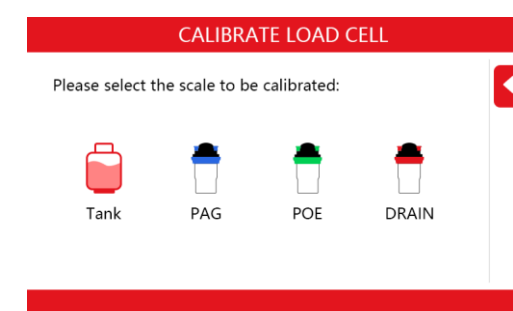 CALIBRATE LOAD CELL
Please select the scale to be calibrated:
Tank PAG POE DRAIN